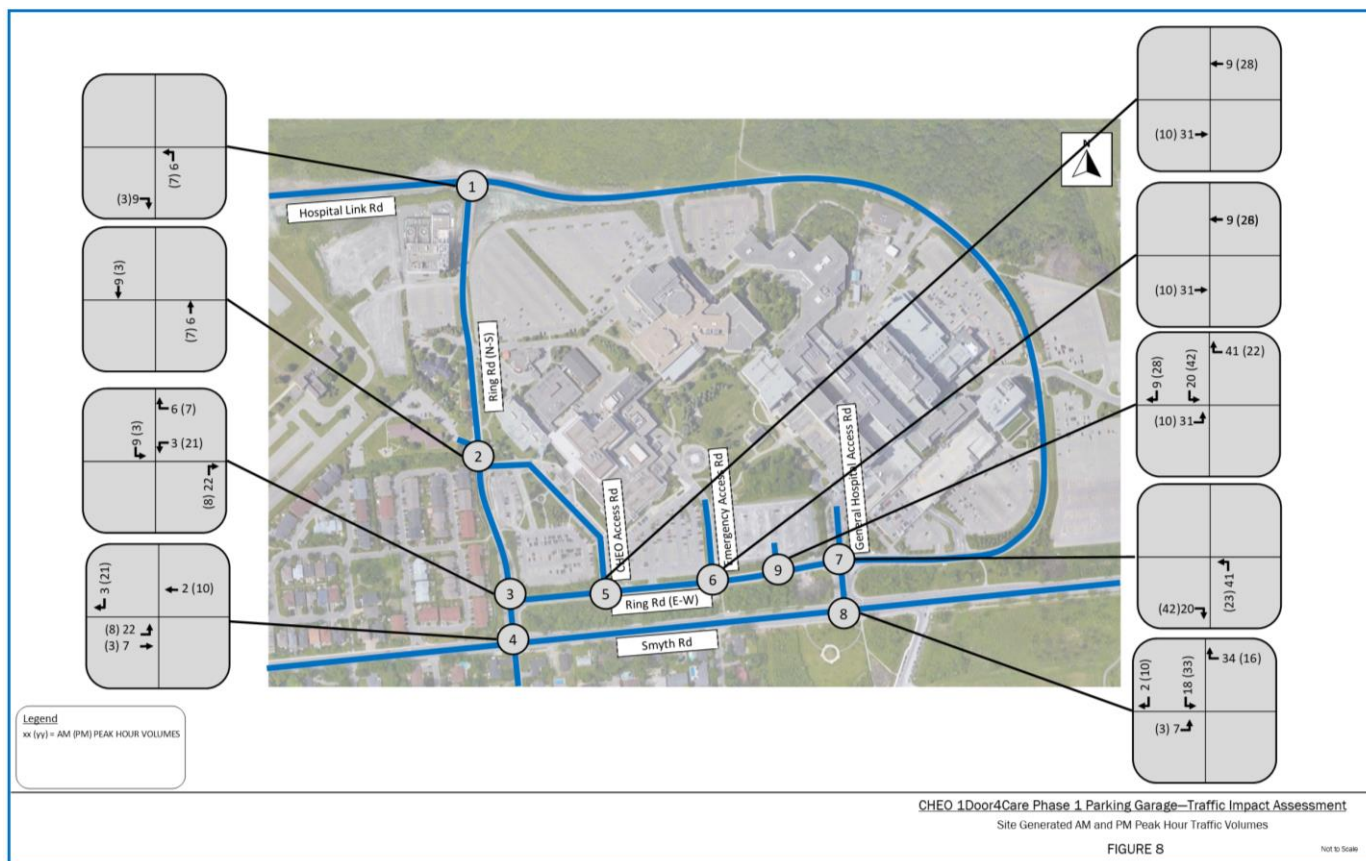 (7) 6
(3)9
9 (3)
(7) 6
6 (7)
9 (3)
3 (21)
(8) 22
3 (21)
2 (10)
(8) 22
(3) 7
9 (28)
(10) 31
9 (28)
(10) 31
41 (22)
9 (28)
20 (42)
(10) 31
(23) 41
(42)20
34 (16)
2 (10)
18 (33)
(3) 7
N
Hospital Link Rd
Ring Rd (N-S)
CHEO Access Rd
Emergency Access Rd
General Hospital Access Rd
Ring Rd (E-W)
Smyth Rd
1
2
3
4
5
6
9
7
8
Legend
xx (yy) = AM (PM) PEAK HOUR VOLUMES
CHEO 1Door4Care Phase 1 Parking Garage—Traffic Impact Assessment
Site Generated AM and PM Peak Hour Traffic Volumes
FIGURE 8
Not to Scale